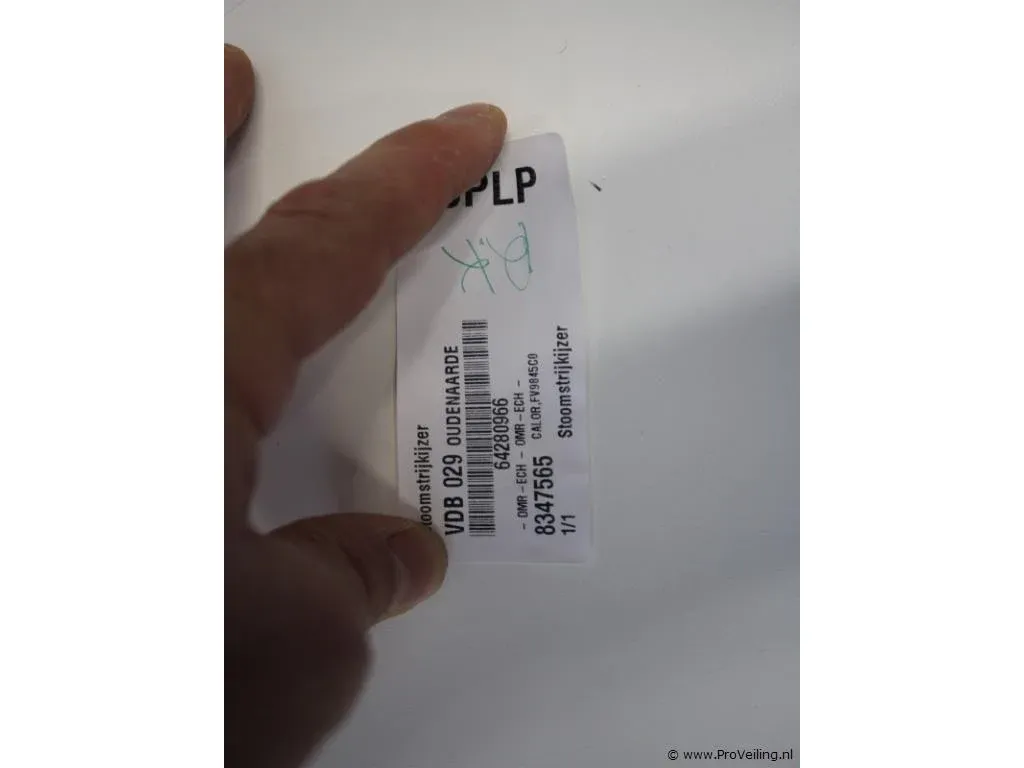 PLP
R.K
Stoomstrijkijzer
VDB 029 OUDENAARDE
64280966
- OMR-ECH - OMR-ECH -
8347565 CALOR,FV9845C0
1/1 Stoomstrijkijzer
© www.ProVeiling.nl